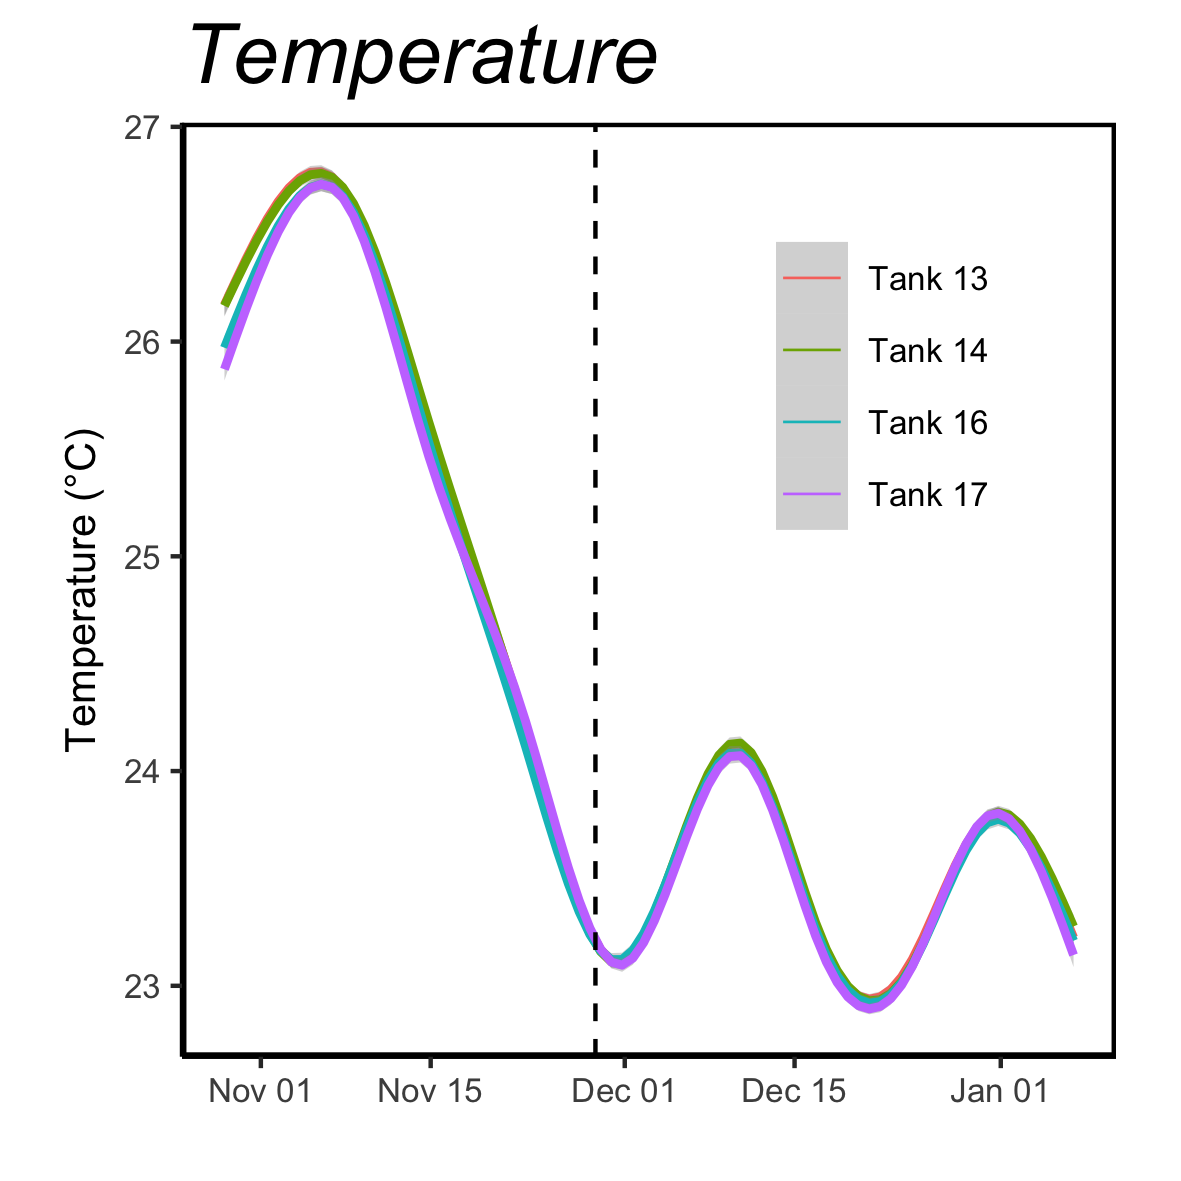 Temperature
27
26
25
24
23
Temperature (°C)
Tank 13
Tank 14
Tank 16
Tank 17
Nov 01 Nov 15 Dec 01 Dec 15 Jan 01